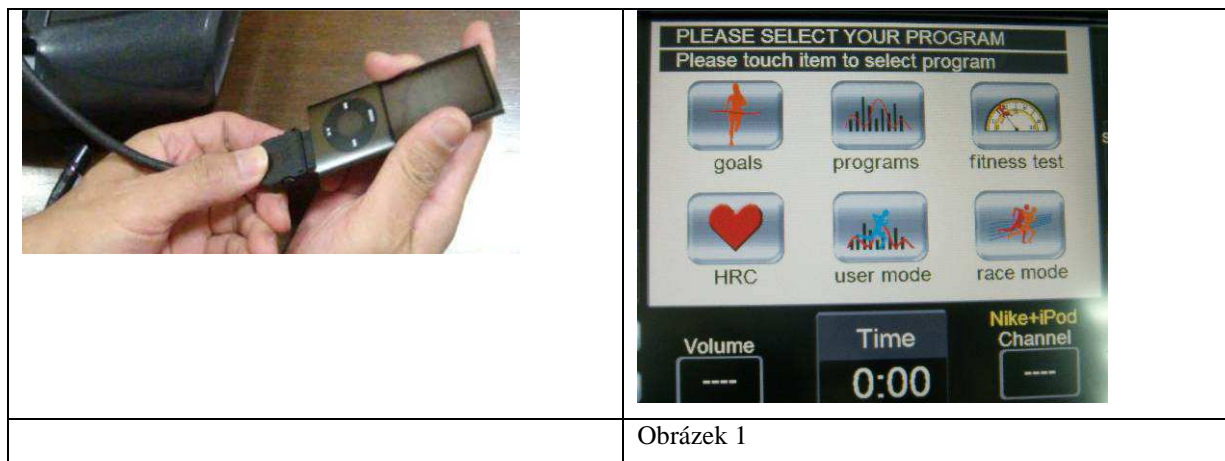 PLEASE SELECT YOUR PROGRAM
Please touch item to select program
goals programs fitness test
HRC user mode race mode
Nike+iPod
Volume Time Channel
---- 0:00 ----
Obrázek 1